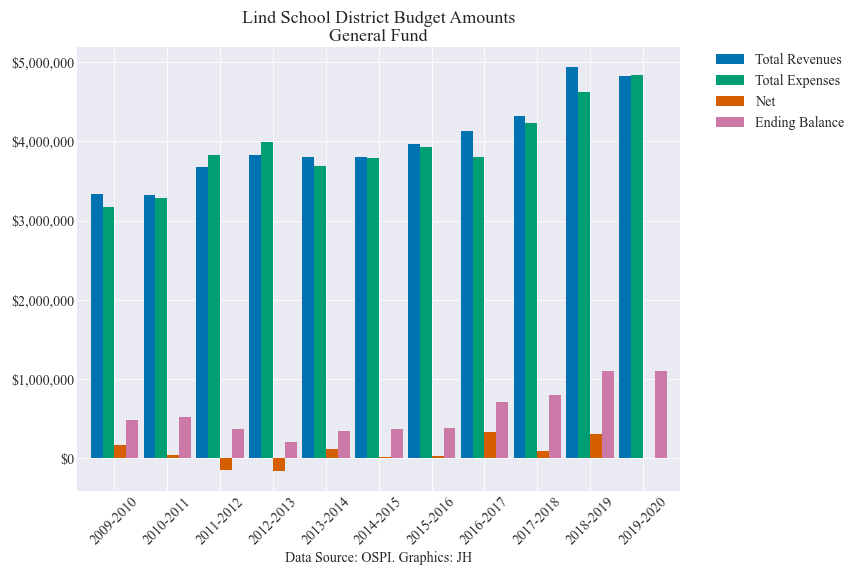 Lind School District Budget Amounts
General Fund
$5,000,000
$4,000,000
$3,000,000
$2,000,000
$1,000,000
$0
2009-2010
2010-2011
2011-2012
2012-2013
2013-2014
2014-2015
2015-2016
2016-2017
2017-2018
2018-2019
2019-2020
Data Source: OSPI. Graphics: JH
Total Revenues
Total Expenses
Net
Ending Balance